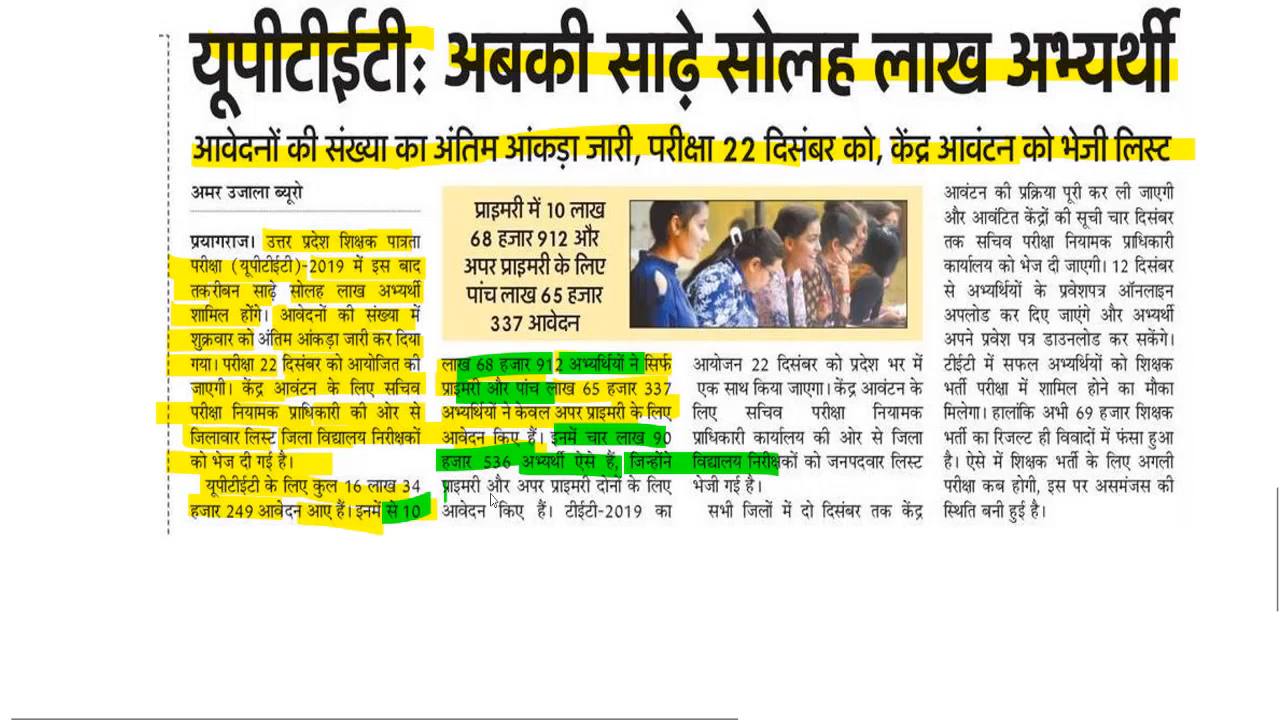 यूपीटीईटी: अबकी साढ़े सोलह लाख अभ्यर्थी
आवेदनों की संख्या का अंतिम आंकड़ा जारी, परीक्षा 22 दिसंबर को, केंद्र आवंटन को भेजी लिस्ट
अमर उजाला ब्यूरो
प्रयागराज। उत्तर प्रदेश शिक्षक पात्रता
परीक्षा (यूपीटीईटी)-2019 में इस बाद
तकरीबन साढ़े सोलह लाख अभ्यर्थी
शामिल होंगे। आवेदनों की संख्या में
शुक्रवार को अंतिम आंकड़ा जारी कर दिया
गया। परीक्षा 22 दिसंबर को आयोजित की
जाएगी। केंद्र आवंटन के लिए सचिव
परीक्षा नियामक प्राधिकारी की ओर से
जिलावार लिस्ट जिला विद्यालय निरीक्षकों
को भेज दी गई है।
यूपीटीईटी के लिए कुल 16 लाख 34
हजार 249 आवेदन आए हैं। इनमें से 10
प्राइमरी में 10 लाख
68 हजार 912 और
अपर प्राइमरी के लिए
पांच लाख 65 हजार
337 आवेदन
लाख 68 हजार 912 अभ्यर्थियों ने सिर्फ
प्राइमरी और पांच लाख 65 हजार 337
अभ्यर्थियों ने केवल अपर प्राइमरी के लिए
आवेदन किए हैं। इनमें चार लाख 90
हजार 536 अभ्यर्थी ऐसे हैं, जिन्होंने
प्राइमरी और अपर प्राइमरी दोनों के लिए
आवेदन किए हैं। टीईटी-2019 का
आयोजन 22 दिसंबर को प्रदेश भर में
एक साथ किया जाएगा। केंद्र आवंटन के
लिए सचिव परीक्षा नियामक
प्राधिकारी कार्यालय की ओर से जिला
विद्यालय निरीक्षकों को जनपदवार लिस्ट
भेजी गई है।
सभी जिलों में दो दिसंबर तक केंद्र
आवंटन की प्रक्रिया पूरी कर ली जाएगी
और आवंटित केंद्रों की सूची चार दिसंबर
तक सचिव परीक्षा नियामक प्राधिकारी
कार्यालय को भेज दी जाएगी। 12 दिसंबर
से अभ्यर्थियों के प्रवेशपत्र ऑनलाइन
अपलोड कर दिए जाएंगे और अभ्यर्थी
अपने प्रवेश पत्र डाउनलोड कर सकेंगे।
टीईटी में सफल अभ्यर्थियों को शिक्षक
भर्ती परीक्षा में शामिल होने का मौका
मिलेगा। हालांकि अभी 69 हजार शिक्षक
भर्ती का रिजल्ट ही विवादों में फंसा हुआ
है। ऐसे में शिक्षक भर्ती के लिए अगली
परीक्षा कब होगी, इस पर असमंजस की
स्थिति बनी हुई है।